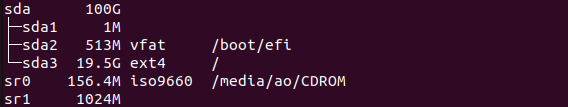 sda 100G
├─sda1 1M
├─sda2 513M vfat /boot/efi
└─sda3 19.5G ext4 /
sr0 156.4M iso9660 /media/ao/CDROM
sr1 1024M